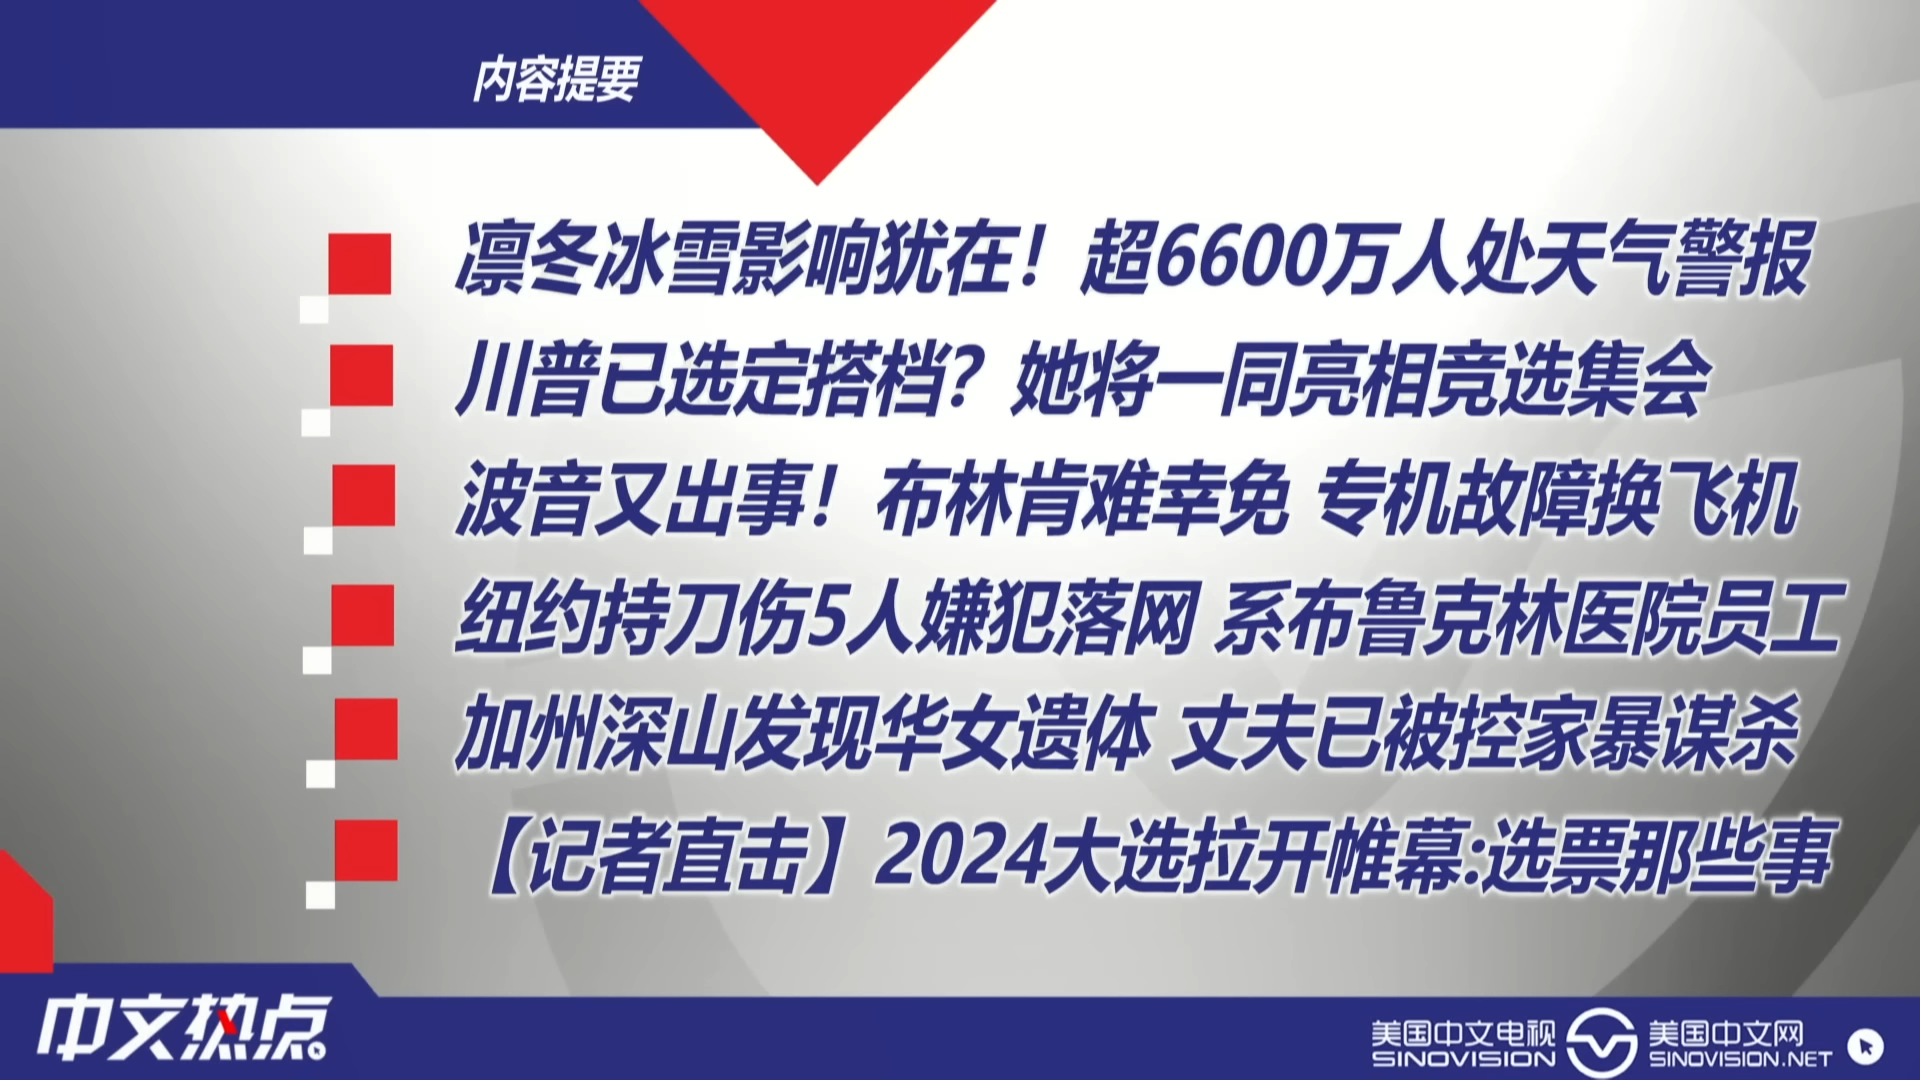 内容提要
凛冬冰雪影响犹在！超6600万人处天气警报
川普已选定搭档？她将一同亮相竞选集会
波音又出事！布林肯难幸免 专机故障换飞机
纽约持刀伤5人嫌犯落网 系布鲁克林医院员工
加州深山发现华女遗体 丈夫已被控家暴谋杀
【记者直击】2024大选拉开帷幕:选票那些事
中文热点
美国中文电视
SINOVISION
美国中文网
SINOVISION.NET